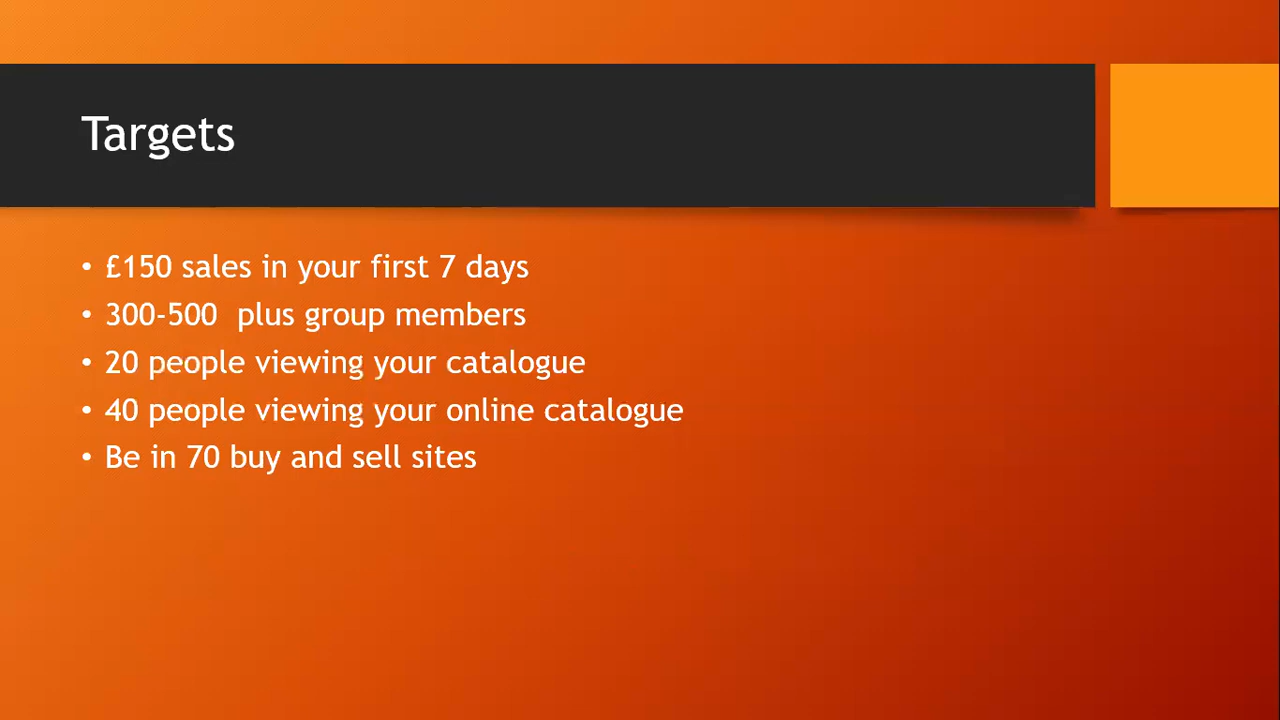 Targets
• £150 sales in your first 7 days
• 300-500  plus group members
• 20 people viewing your catalogue
• 40 people viewing your online catalogue
• Be in 70 buy and sell sites